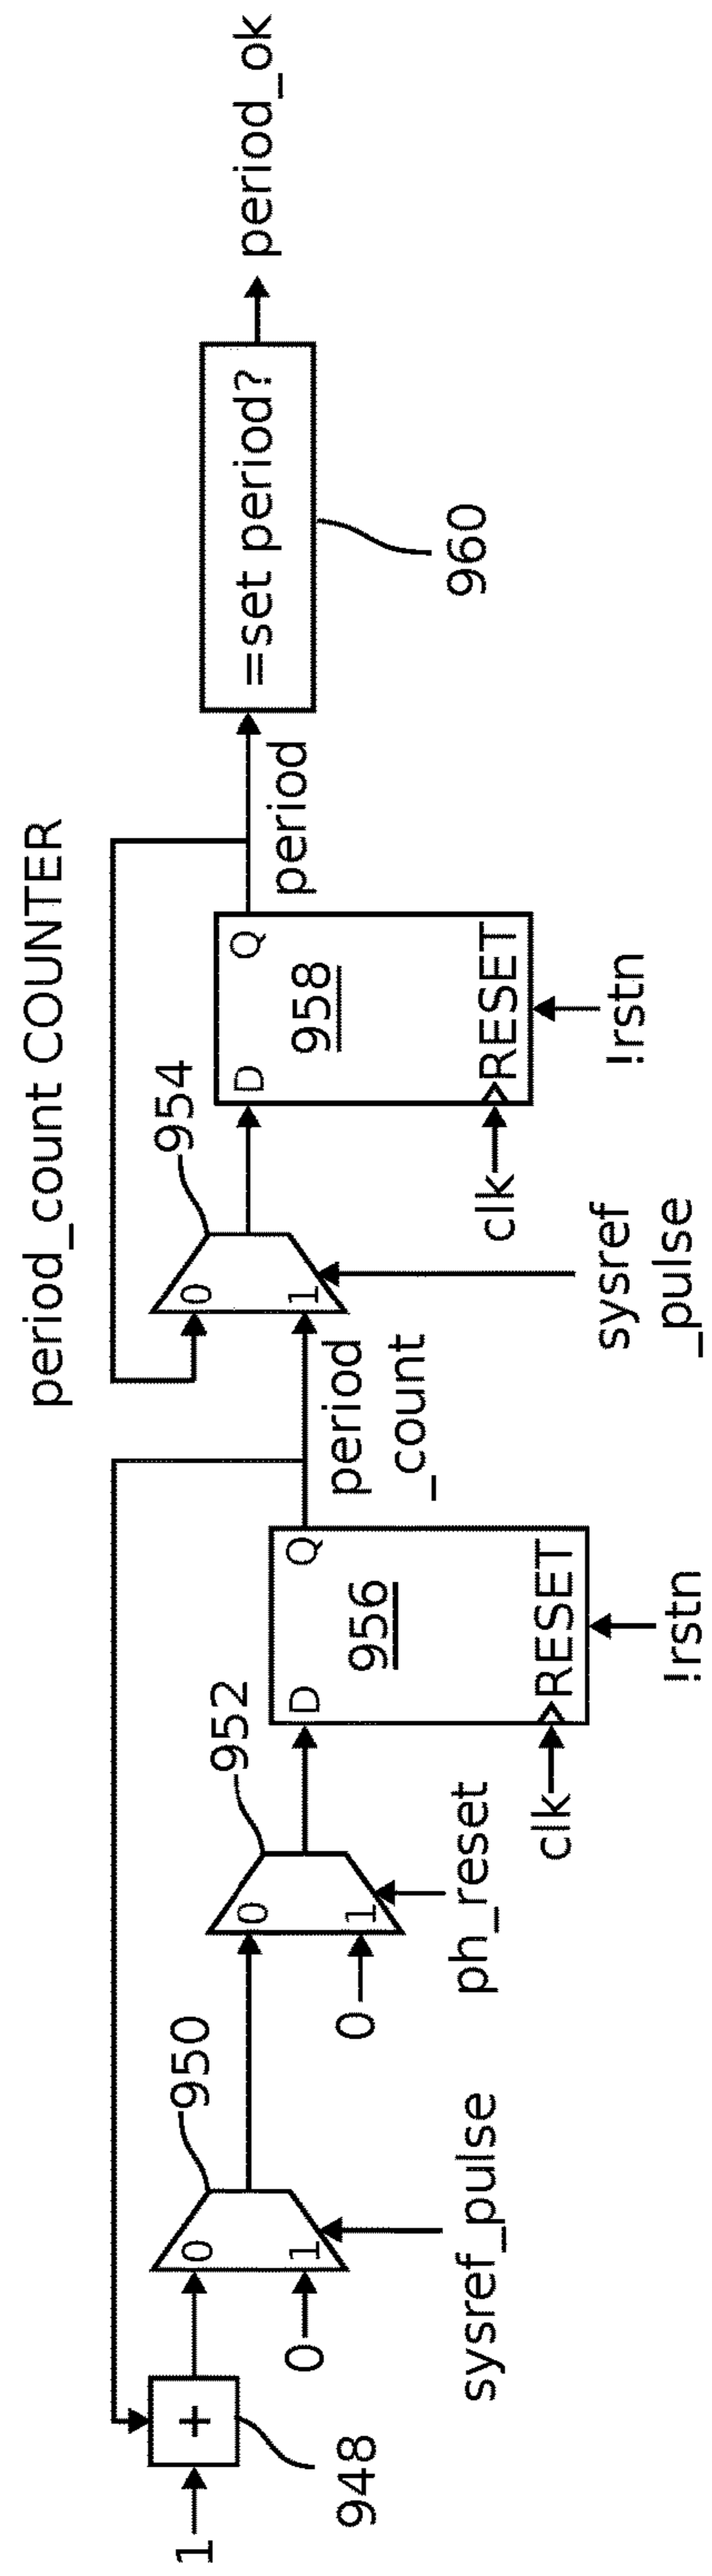 period_count COUNTER
1
+
948
0
1
0
950
sysref_pulse
0
1
0
952
ph_reset
D
Q
956
RESET
clk
!rstn
period
_count
0
1
954
sysref
_pulse
D
Q
958
RESET
clk
!rstn
period
=set period?
960
period_ok